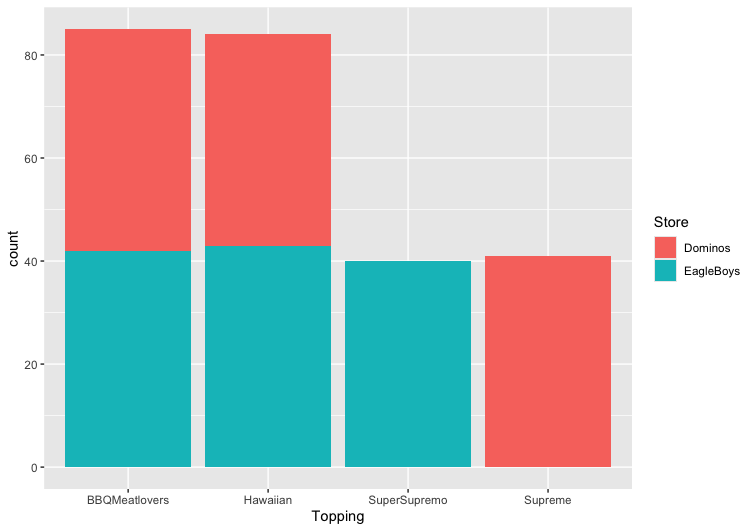 80
60
40
20
0
count
BBQMeatlovers Hawaiian SuperSupremo Supreme
Topping
Store
Dominos
EagleBoys